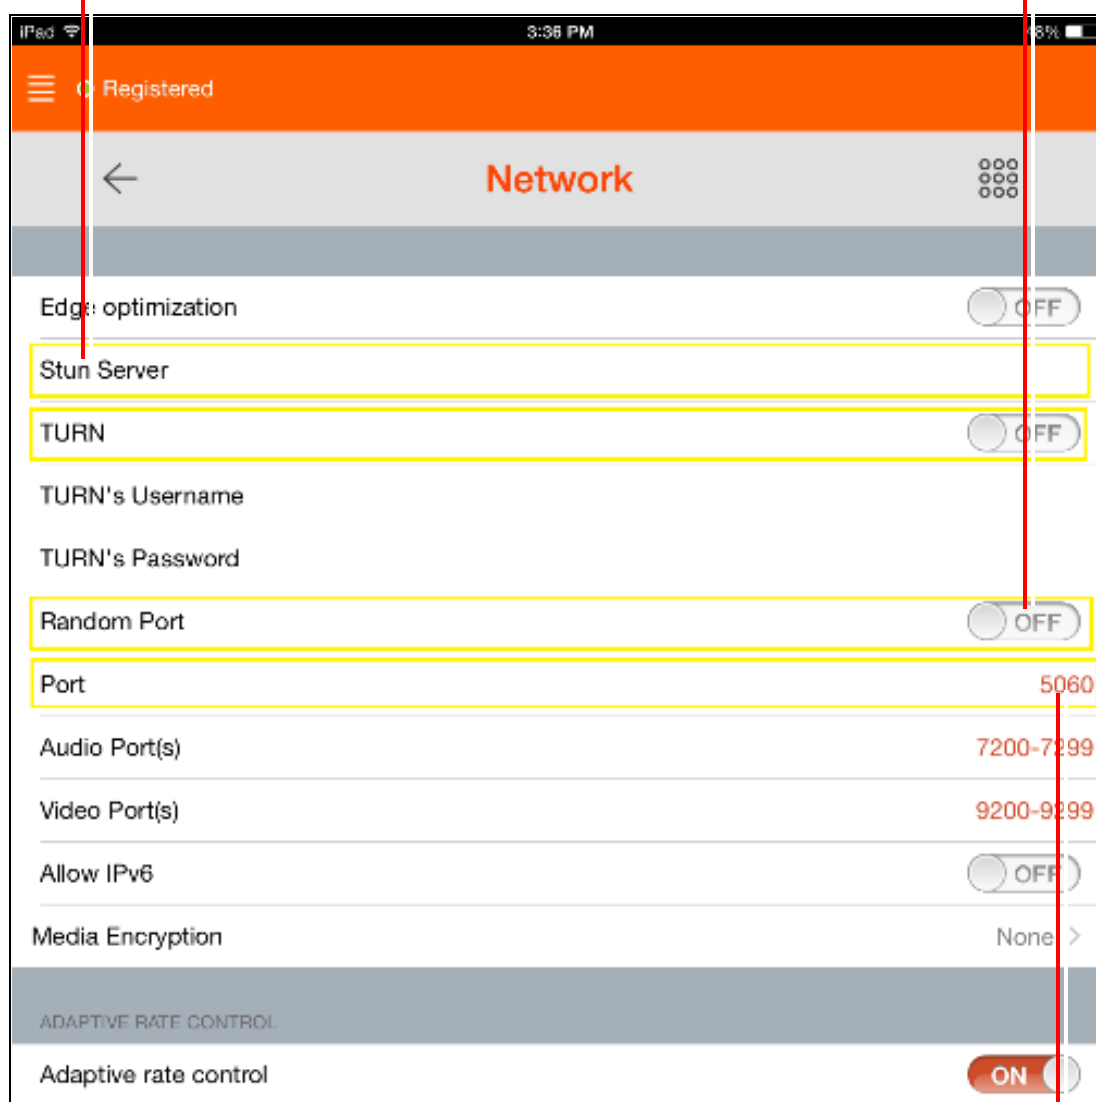 iPad 3:36 PM 8%
Registered
Network
Edge optimization OFF
Stun Server
TURN OFF
TURN's Username
TURN's Password
Random Port OFF
Port 5060
Audio Port(s) 7200-7299
Video Port(s) 9200-9299
Allow IPv6 OFF
Media Encryption None >
ADAPTIVE RATE CONTROL
Adaptive rate control ON